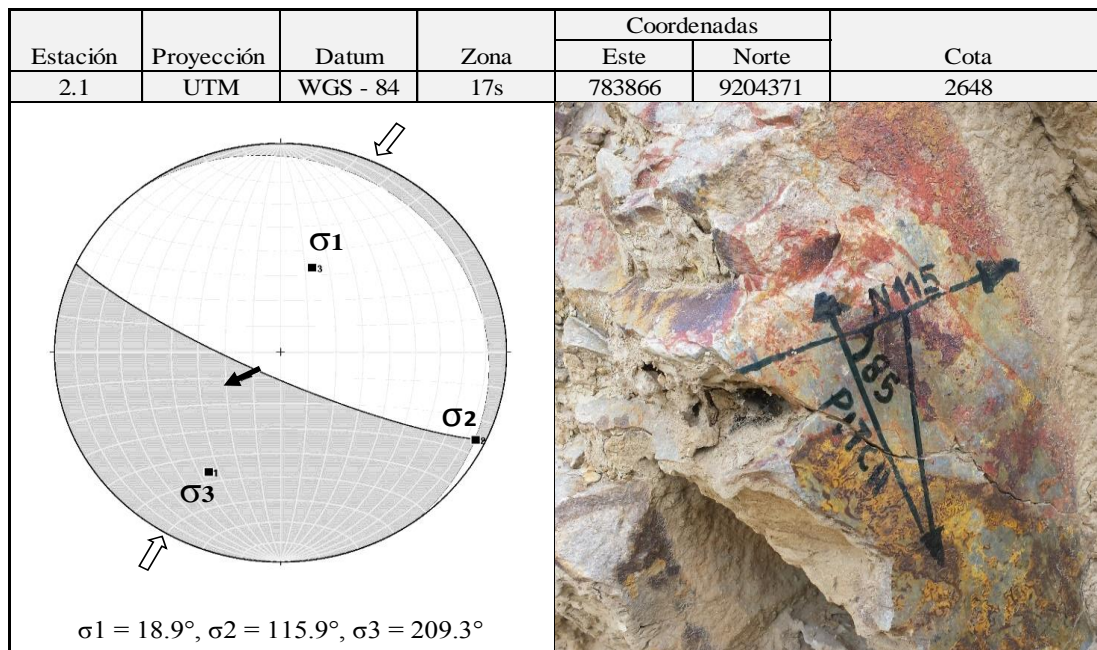 Coordenadas
Estación Proyección Datum Zona Este Norte Cota
2.1 UTM WGS - 84 17s 783866 9204371 2648
σ1
3
σ2
2
1
σ3
σ1 = 18.9°, σ2 = 115.9°, σ3 = 209.3°
N 115
85
PITCH